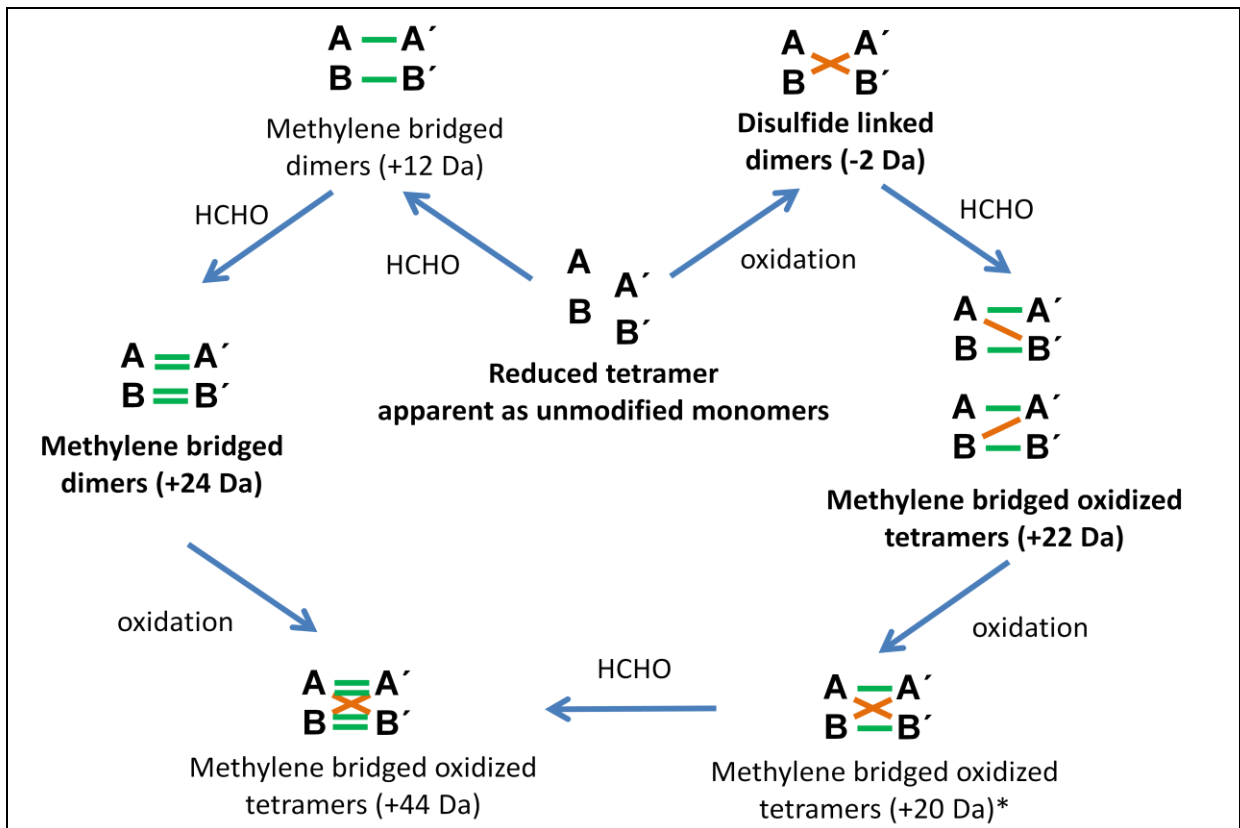 A A´
B B´
Methylene bridged
dimers (+12 Da)
A A´
B B´
Disulfide linked
dimers (-2 Da)
HCHO
HCHO
oxidation
HCHO
A
A´
B
B´
Reduced tetramer
apparent as unmodified monomers
A A´
B B´
Methylene bridged
dimers (+24 Da)
A A´
B B´
A A´
B B´
Methylene bridged oxidized
tetramers (+22 Da)
oxidation
oxidation
HCHO
A A´
B B´
Methylene bridged oxidized
tetramers (+44 Da)
A A´
B B´
Methylene bridged oxidized
tetramers (+20 Da)*